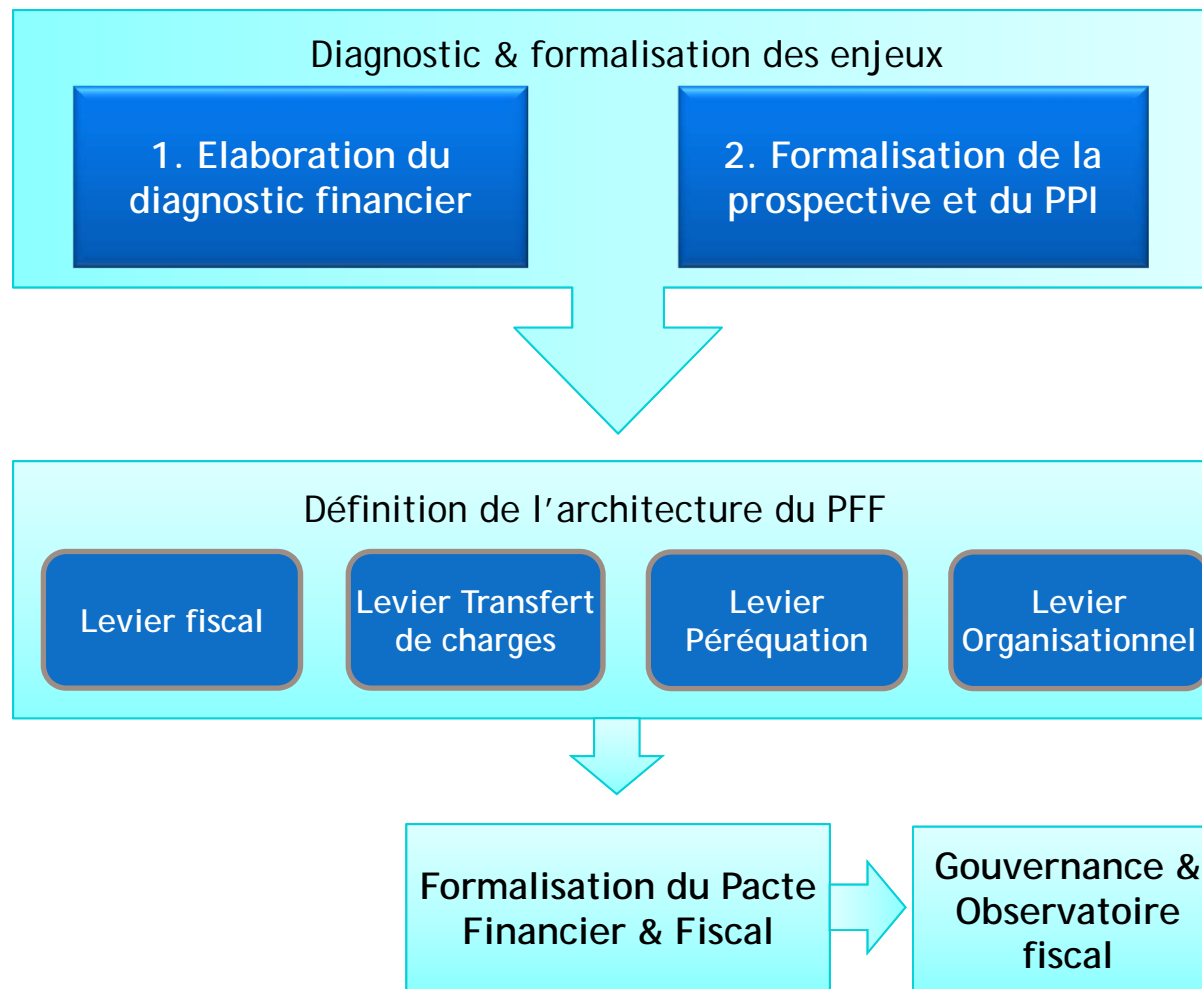 Diagnostic & formalisation des enjeux
1. Elaboration du
diagnostic financier
2. Formalisation de la
prospective et du PPI
Définition de l’architecture du PFF
Levier fiscal
Levier Transfert
de charges
Levier
Péréquation
Levier
Organisationnel
Formalisation du Pacte
Financier & Fiscal
Gouvernance &
Observatoire
fiscal